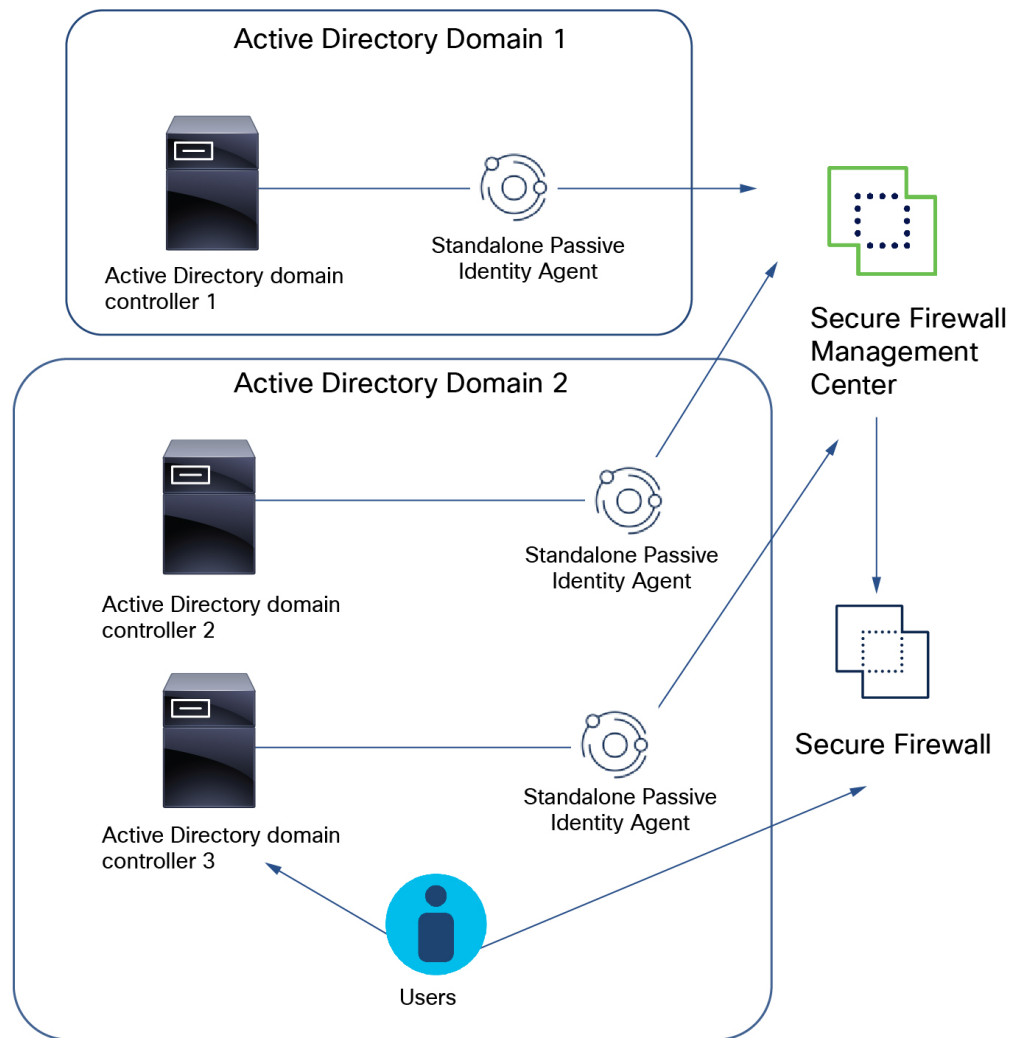 Active Directory Domain 1
Active Directory domain
controller 1
Standalone Passive
Identity Agent
Secure Firewall
Management
Center
Active Directory Domain 2
Active Directory domain
controller 2
Standalone Passive
Identity Agent
Active Directory domain
controller 3
Standalone Passive
Identity Agent
Secure Firewall
Users